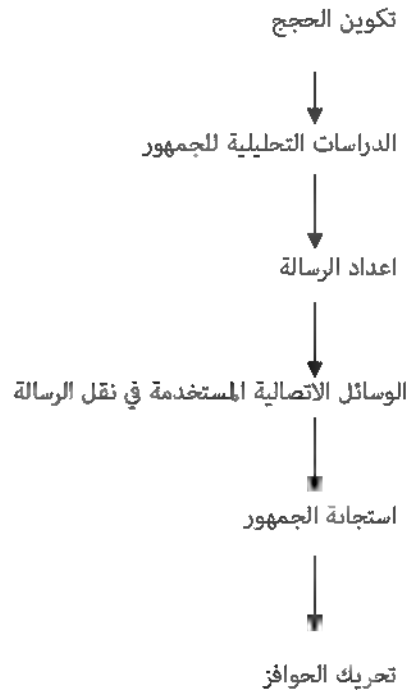 تكوين الحجج
الدراسات التحليلية للجمهور
اعداد الرسالة
الوسائل الاتصالية المستخدمة في نقل الرسالة
استجابة الجمهور
تحريك الحوافز